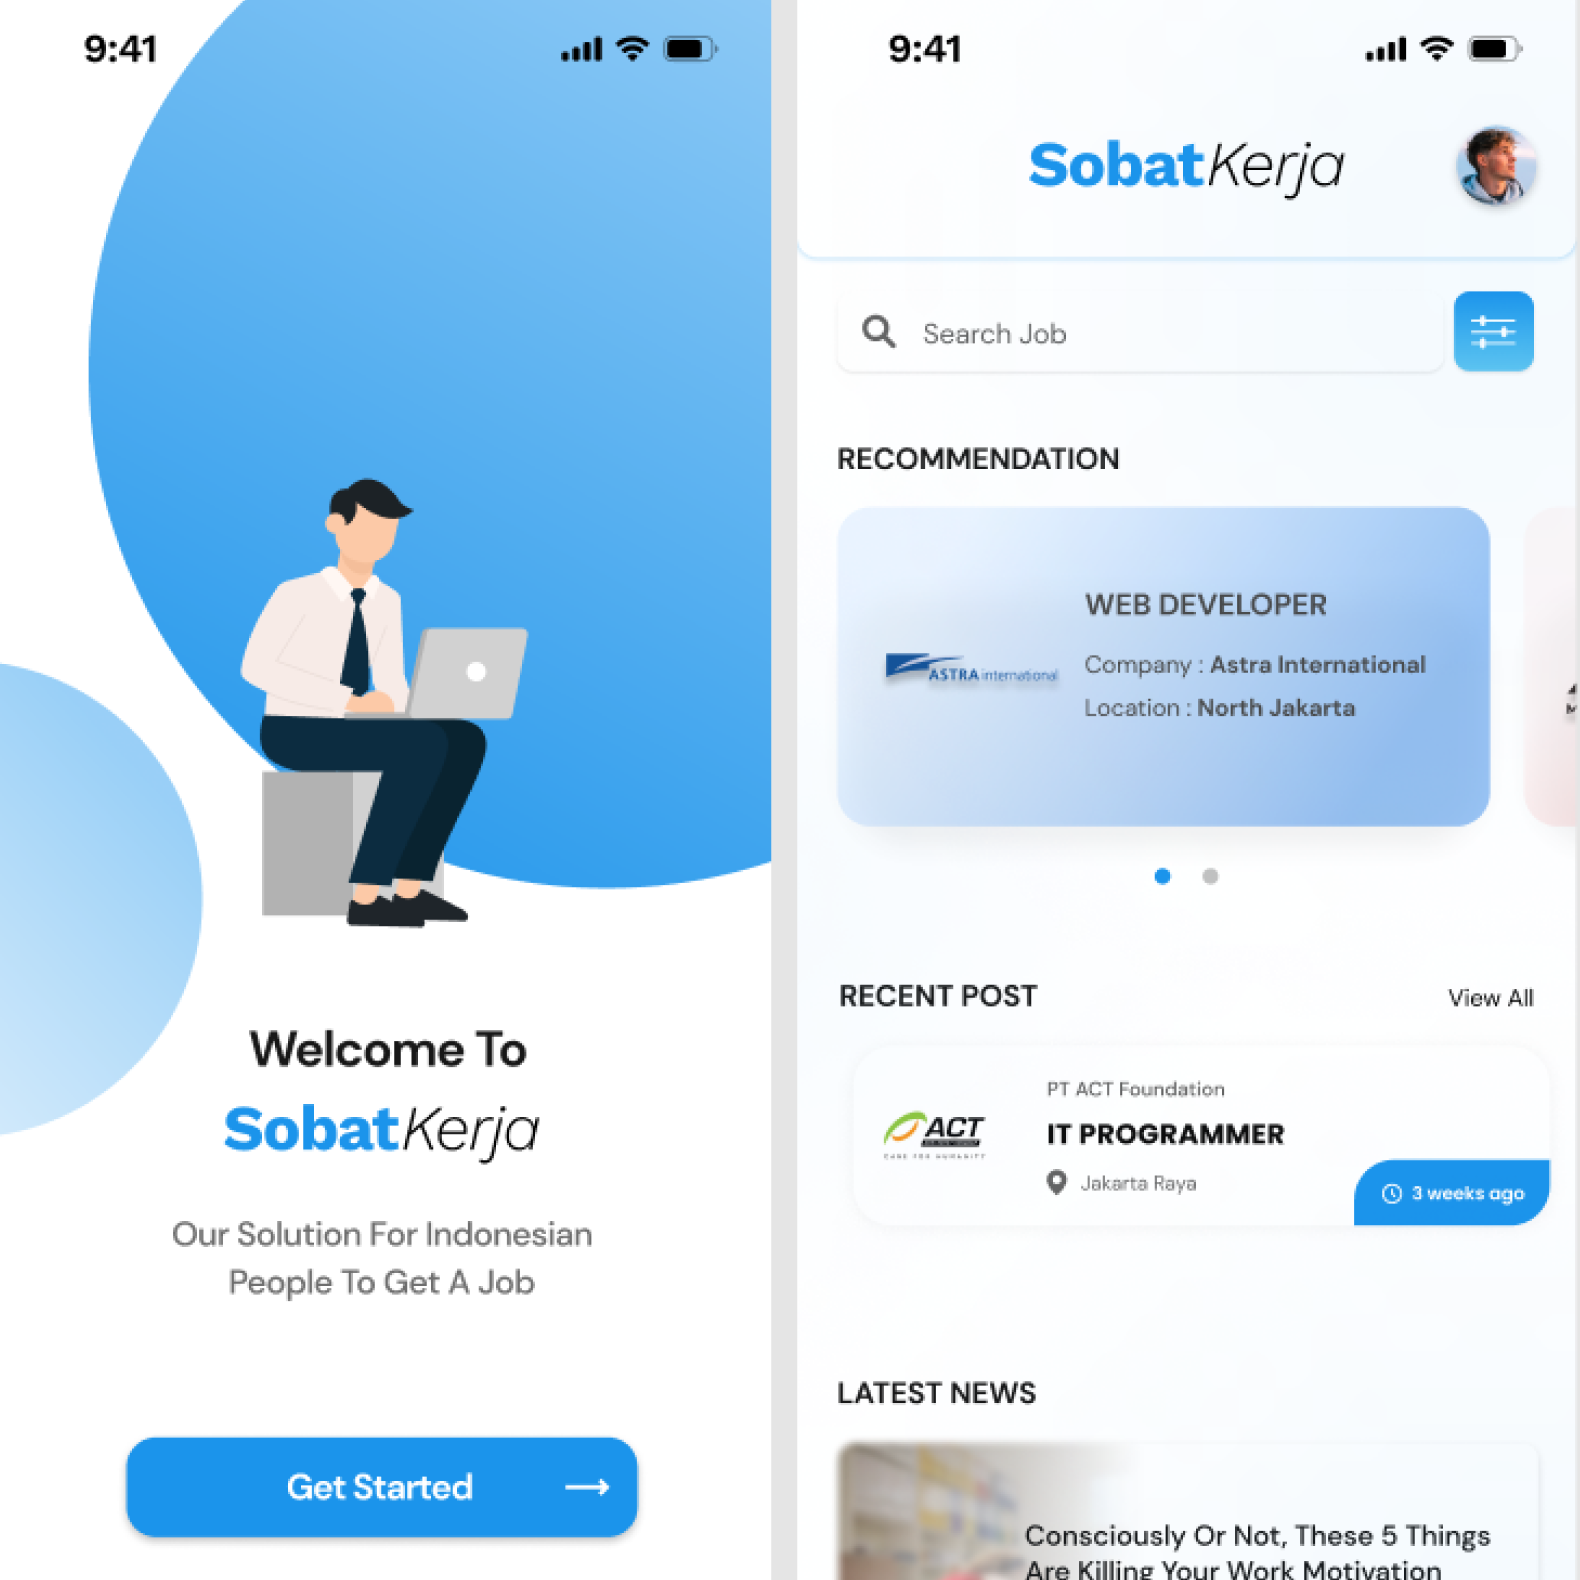 9:41
Welcome To
SobatKerja
Our Solution For Indonesian
People To Get A Job
Get Started
9:41
SobatKerja
Search Job
RECOMMENDATION
WEB DEVELOPER
ASTRA international
Company : Astra International
Location : North Jakarta
RECENT POST
View All
PT ACT Foundation
ACT
CARE FOR HUMANITY
IT PROGRAMMER
Jakarta Raya
3 weeks ago
LATEST NEWS
Consciously Or Not, These 5 Things
Are Killing Your Work Motivation